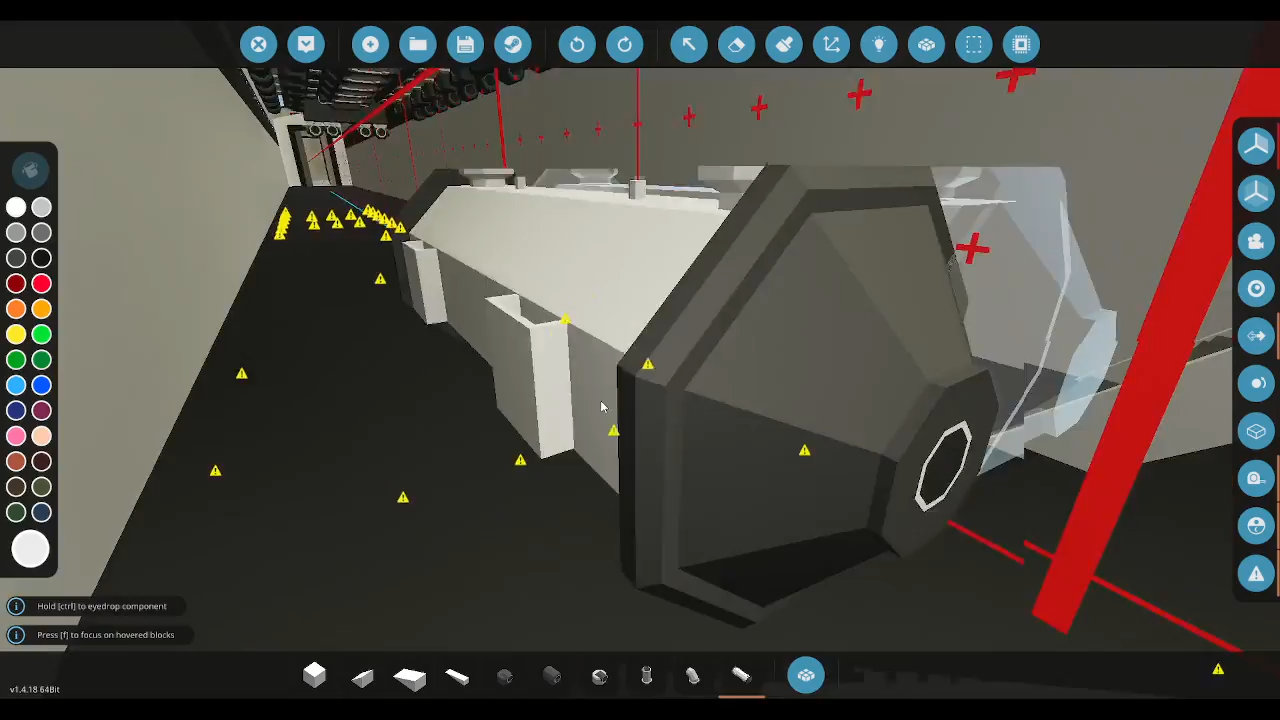 Hold [ctrl] to eyedrop component
Press [f] to focus on hovered blocks
v1.4.18 64Bit